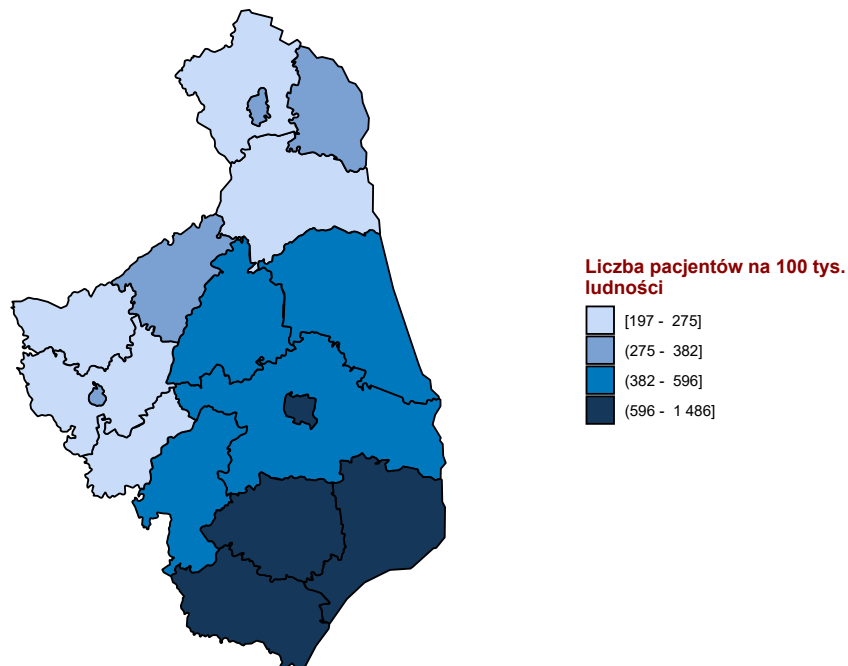 Liczba pacjentów na 100 tys.
ludności
[197 - 275]
(275 - 382]
(382 - 596]
(596 - 1 486]